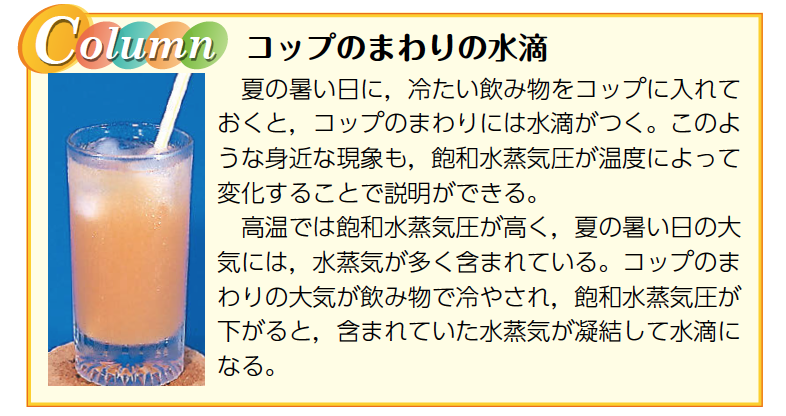 Column
コップのまわりの水滴
　夏の暑い日に，冷たい飲み物をコップに入れて
おくと，コップのまわりには水滴がつく。このよ
うな身近な現象も，飽和水蒸気圧が温度によって
変化することで説明ができる。
　高温では飽和水蒸気圧が高く，夏の暑い日の大
気には，水蒸気が多く含まれている。コップのま
わりの大気が飲み物で冷やされ，飽和水蒸気圧が
下がると，含まれていた水蒸気が凝結して水滴に
なる。